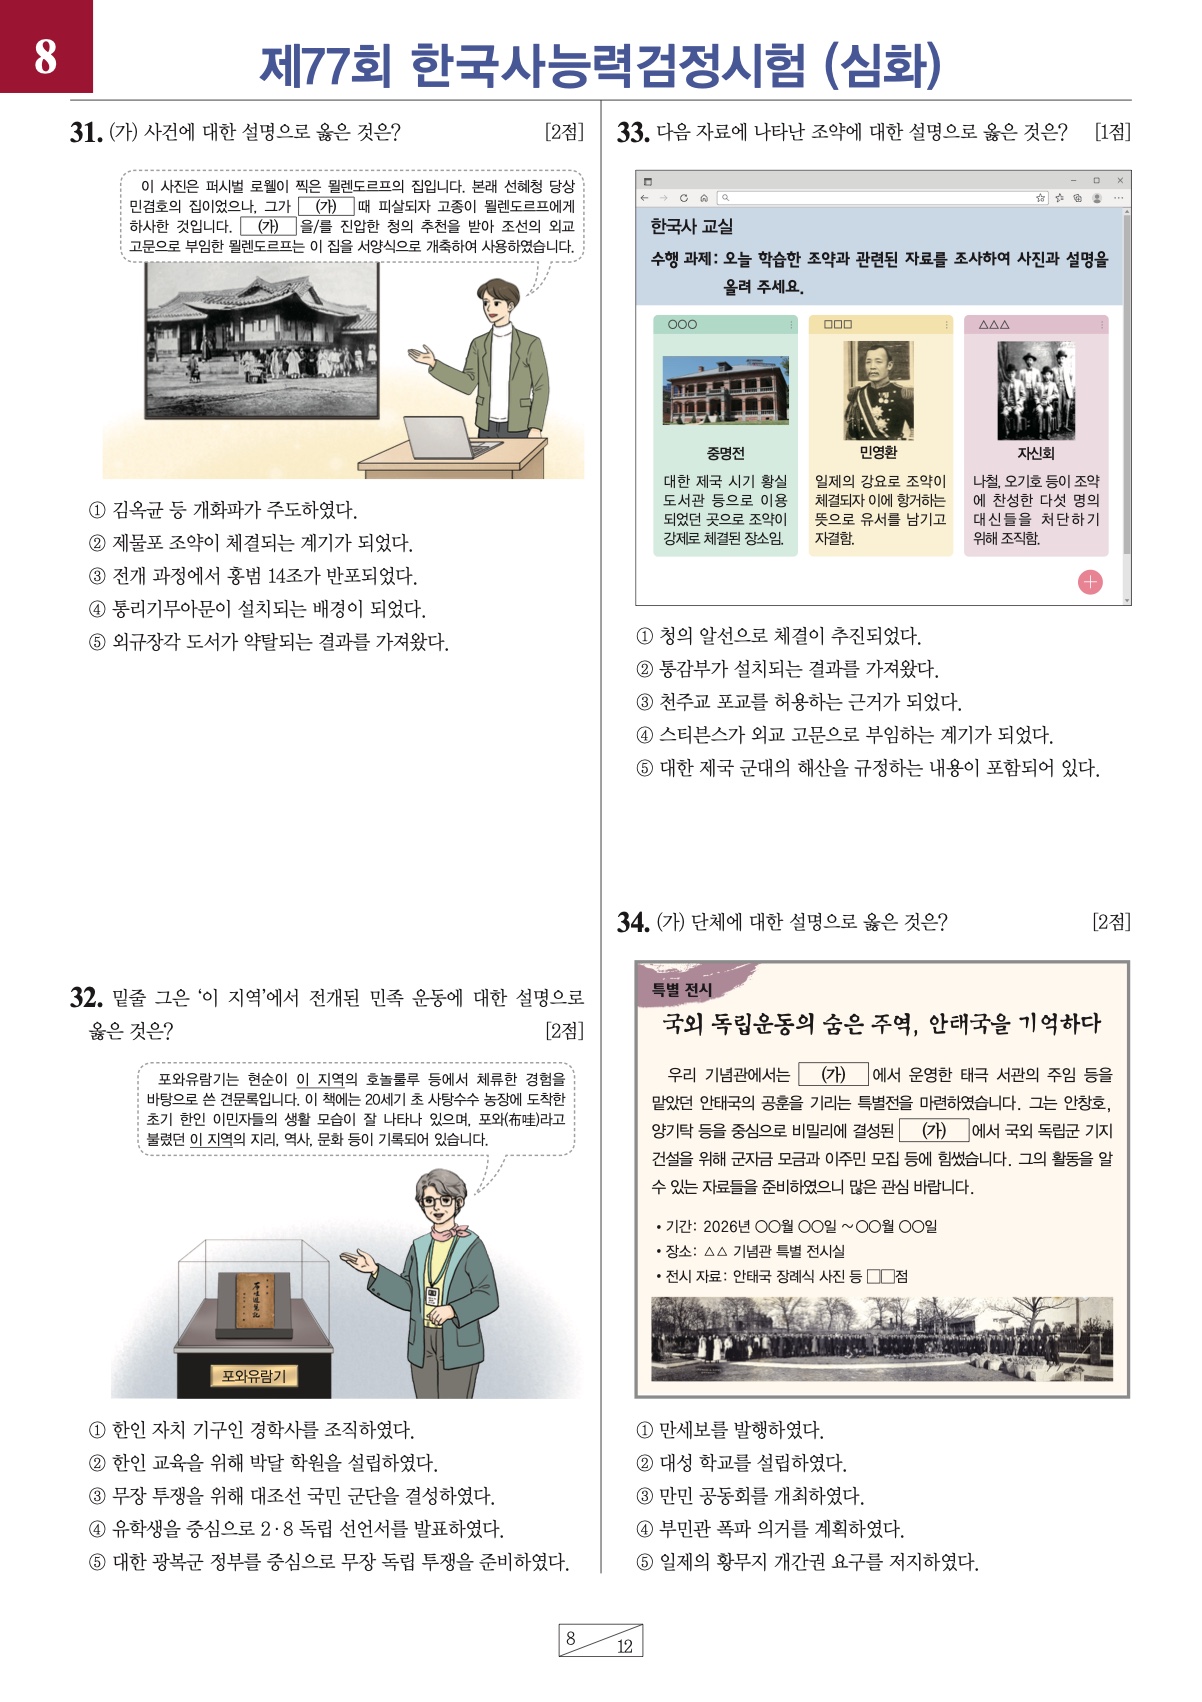 8
제77회 한국사능력검정시험 (심화)
31. (가) 사건에 대한 설명으로 옳은 것은? [2점]
이 사진은 퍼시벌 로웰이 찍은 묄렌도르프의 집입니다. 본래 선혜청 당상
민겸호의 집이었으나, 그가 (가) 때 피살되자 고종이 묄렌도르프에게
하사한 것입니다. (가) 을/를 진압한 청의 추천을 받아 조선의 외교
고문으로 부임한 묄렌도르프는 이 집을 서양식으로 개축하여 사용하였습니다.
① 김옥균 등 개화파가 주도하였다.
② 제물포 조약이 체결되는 계기가 되었다.
③ 전개 과정에서 홍범 14조가 반포되었다.
④ 통리기무아문이 설치되는 배경이 되었다.
⑤ 외규장각 도서가 약탈되는 결과를 가져왔다.
32. 밑줄 그은 '이 지역'에서 전개된 민족 운동에 대한 설명으로
옳은 것은? [2점]
포와유람기는 현순이 이 지역의 호놀룰루 등에서 체류한 경험을
바탕으로 쓴 견문록입니다. 이 책에는 20세기 초 사탕수수 농장에 도착한
초기 한인 이민자들의 생활 모습이 잘 나타나 있으며, 포와(布哇)라고
불렸던 이 지역의 지리, 역사, 문화 등이 기록되어 있습니다.
포와유람기
① 한인 자치 기구인 경학사를 조직하였다.
② 한인 교육을 위해 박달 학원을 설립하였다.
③ 무장 투쟁을 위해 대조선 국민 군단을 결성하였다.
④ 유학생을 중심으로 2·8 독립 선언서를 발표하였다.
⑤ 대한 광복군 정부를 중심으로 무장 독립 투쟁을 준비하였다.
33. 다음 자료에 나타난 조약에 대한 설명으로 옳은 것은? [1점]
한국사 교실
수행 과제: 오늘 학습한 조약과 관련된 자료를 조사하여 사진과 설명을
올려 주세요.
○○○
중명전
대한 제국 시기 황실
도서관 등으로 이용
되었던 곳으로 조약이
강제로 체결된 장소임.
□□□
민영환
일제의 강요로 조약이
체결되자 이에 항거하는
뜻으로 유서를 남기고
자결함.
△△△
자신회
나철, 오기호 등이 조약
에 찬성한 다섯 명의
대신들을 처단하기
위해 조직함.
① 청의 알선으로 체결이 추진되었다.
② 통감부가 설치되는 결과를 가져왔다.
③ 천주교 포교를 허용하는 근거가 되었다.
④ 스티븐스가 외교 고문으로 부임하는 계기가 되었다.
⑤ 대한 제국 군대의 해산을 규정하는 내용이 포함되어 있다.
34. (가) 단체에 대한 설명으로 옳은 것은? [2점]
특별 전시
국외 독립운동의 숨은 주역, 안태국을 기억하다
우리 기념관에서는 (가) 에서 운영한 태극 서관의 주임 등을
맡았던 안태국의 공훈을 기리는 특별전을 마련하였습니다. 그는 안창호,
양기탁 등을 중심으로 비밀리에 결성된 (가) 에서 국외 독립군 기지
건설을 위해 군자금 모금과 이주민 모집 등에 힘썼습니다. 그의 활동을 알
수 있는 자료들을 준비하였으니 많은 관심 바랍니다.
• 기간: 2026년 ○○월 ○○일 ~ ○○월 ○○일
• 장소: △△ 기념관 특별 전시실
• 전시 자료: 안태국 장례식 사진 등 □□점
① 만세보를 발행하였다.
② 대성 학교를 설립하였다.
③ 만민 공동회를 개최하였다.
④ 부민관 폭파 의거를 계획하였다.
⑤ 일제의 황무지 개간권 요구를 저지하였다.
8 / 12